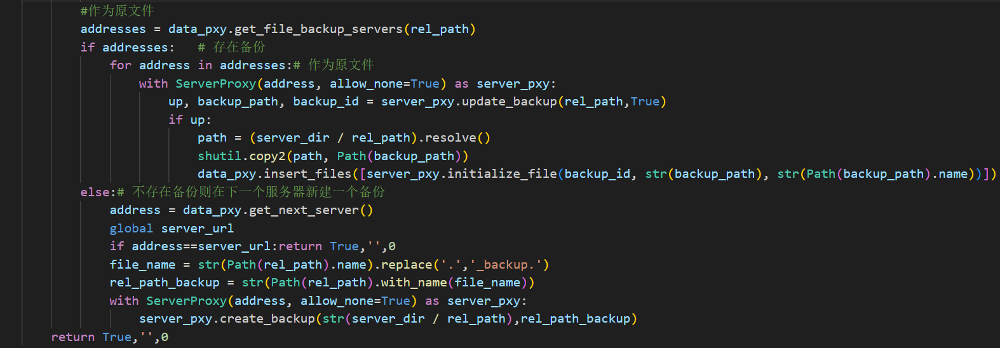 #作为原文件
addresses = data_pxy.get_file_backup_servers(rel_path)
if addresses:   # 存在备份
for address in addresses:# 作为原文件
with ServerProxy(address, allow_none=True) as server_pxy:
up, backup_path, backup_id = server_pxy.update_backup(rel_path,True)
if up:
path = (server_dir / rel_path).resolve()
shutil.copy2(path, Path(backup_path))
data_pxy.insert_files([server_pxy.initialize_file(backup_id, str(backup_path), str(Path(backup_path).name))])
else:# 不存在备份则在下一个服务器新建一个备份
address = data_pxy.get_next_server()
global server_url
if address==server_url:return True,'',0
file_name = str(Path(rel_path).name).replace('.','_backup.')
rel_path_backup = str(Path(rel_path).with_name(file_name))
with ServerProxy(address, allow_none=True) as server_pxy:
server_pxy.create_backup(str(server_dir / rel_path),rel_path_backup)
return True,'',0